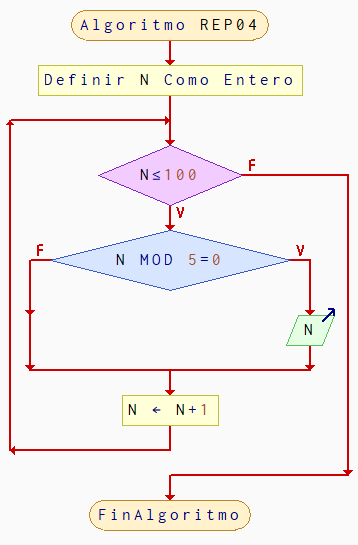 Algoritmo REP04
Definir N Como Entero
N≤100
F
V
N MOD 5=0
F
V
N
N ← N+1
FinAlgoritmo